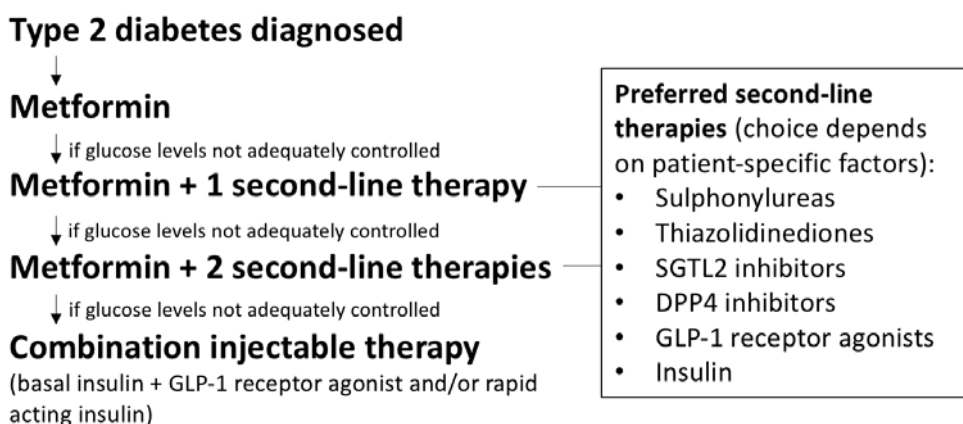 Type 2 diabetes diagnosed
Metformin
if glucose levels not adequately controlled
Metformin + 1 second-line therapy
if glucose levels not adequately controlled
Metformin + 2 second-line therapies
if glucose levels not adequately controlled
Combination injectable therapy
(basal insulin + GLP-1 receptor agonist and/or rapid
acting insulin)
Preferred second-line
therapies (choice depends
on patient-specific factors):
• Sulphonylureas
• Thiazolidinediones
• SGTL2 inhibitors
• DPP4 inhibitors
• GLP-1 receptor agonists
• Insulin